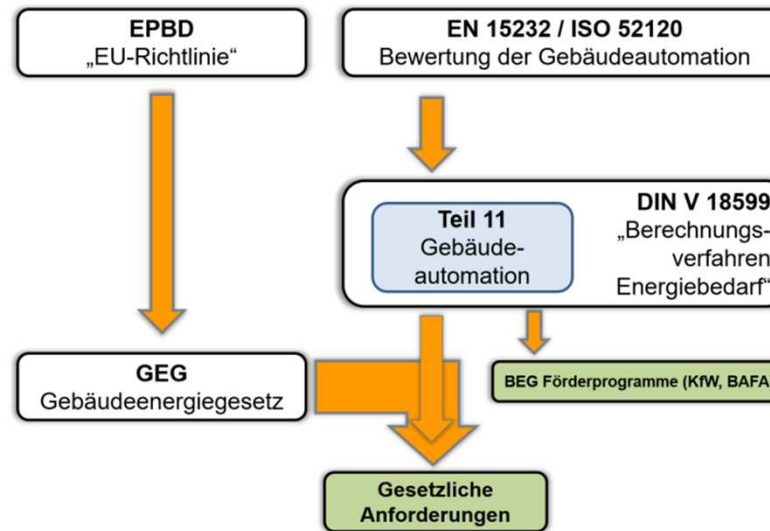 EPBD
„EU-Richtlinie“
EN 15232 / ISO 52120
Bewertung der Gebäudeautomation
Teil 11
Gebäude-
automation
DIN V 18599
„Berechnungs-
verfahren
Energiebedarf“
GEG
Gebäudeenergiegesetz
BEG Förderprogramme (KfW, BAFA
Gesetzliche
Anforderungen